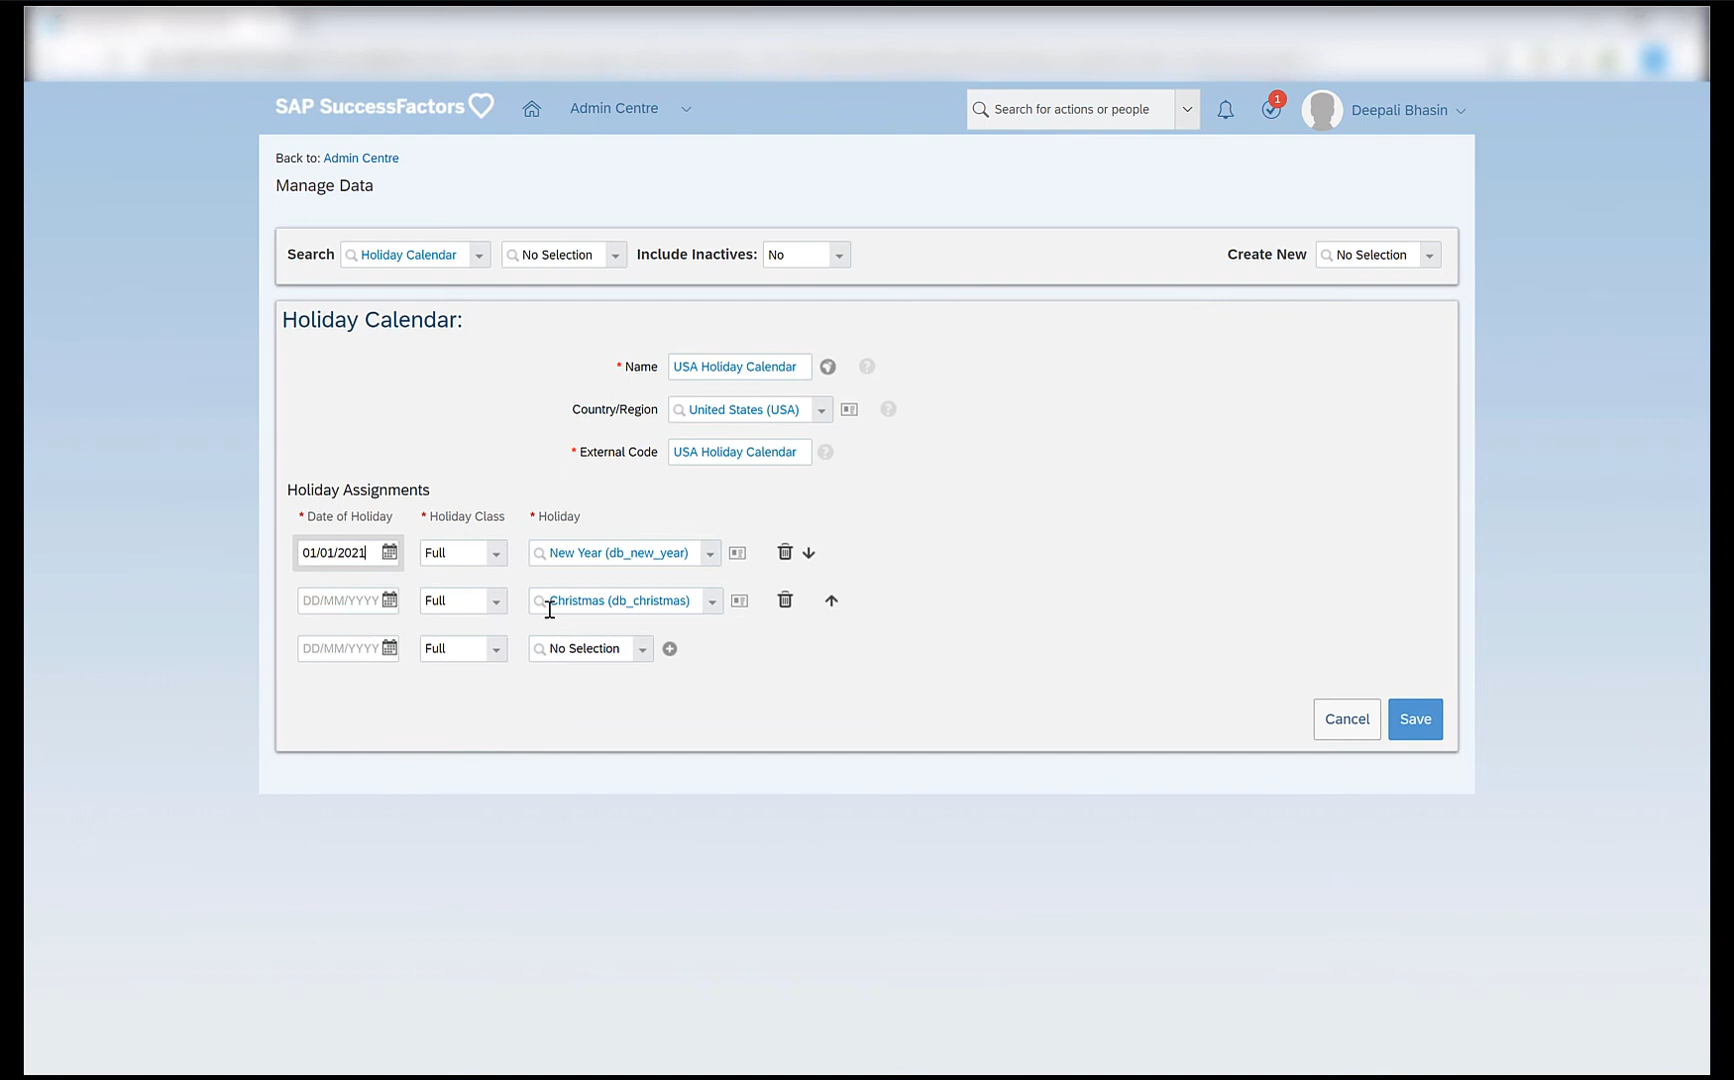 SAP SuccessFactors Admin Centre Search for actions or people 1 Deepali Bhasin
Back to: Admin Centre
Manage Data
Search Holiday Calendar No Selection Include Inactives: No Create New No Selection
Holiday Calendar:
* Name USA Holiday Calendar ?
Country/Region United States (USA) ?
* External Code USA Holiday Calendar ?
Holiday Assignments
* Date of Holiday * Holiday Class * Holiday
01/01/2021 Full New Year (db_new_year)
DD/MM/YYYY Full Christmas (db_christmas)
DD/MM/YYYY Full No Selection
Cancel Save